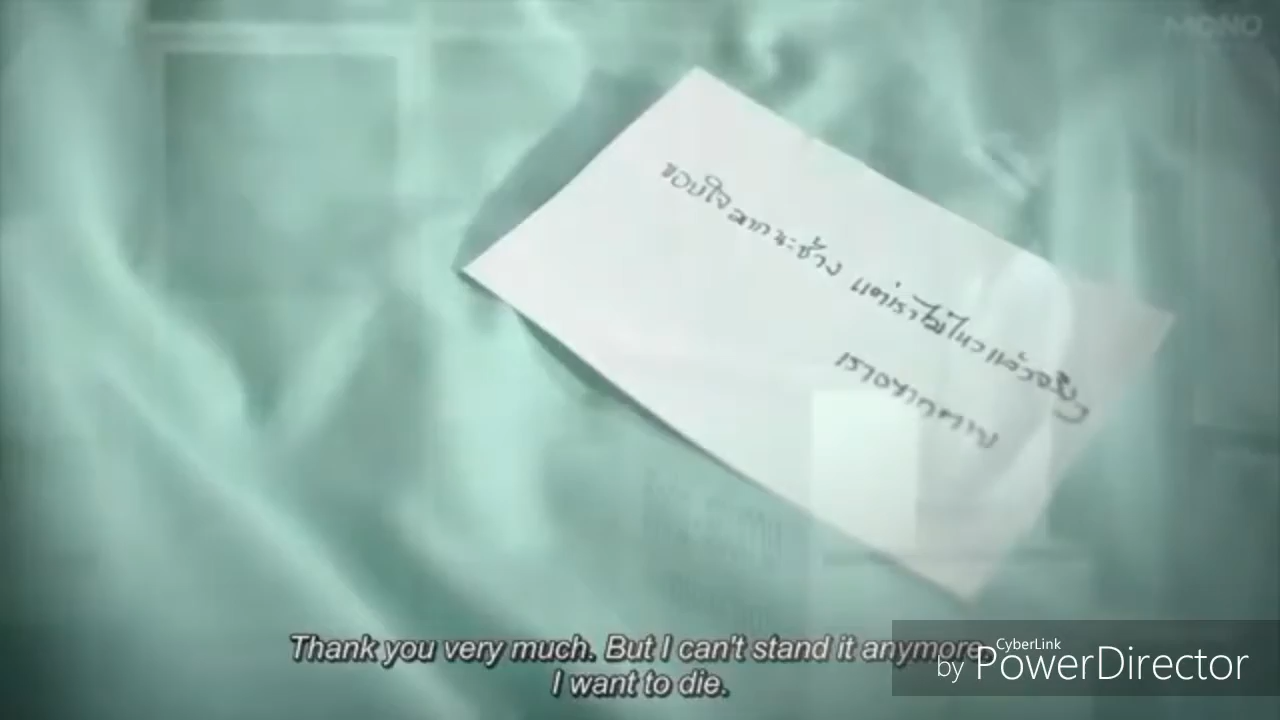 MONO
ขอบใจมากนะช้าง แต่เราไม่ไหวแล้วจริงๆ
เราอยากตาย
Thank you very much. But I can't stand it anymore.
I want to die.
CyberLink
by PowerDirector